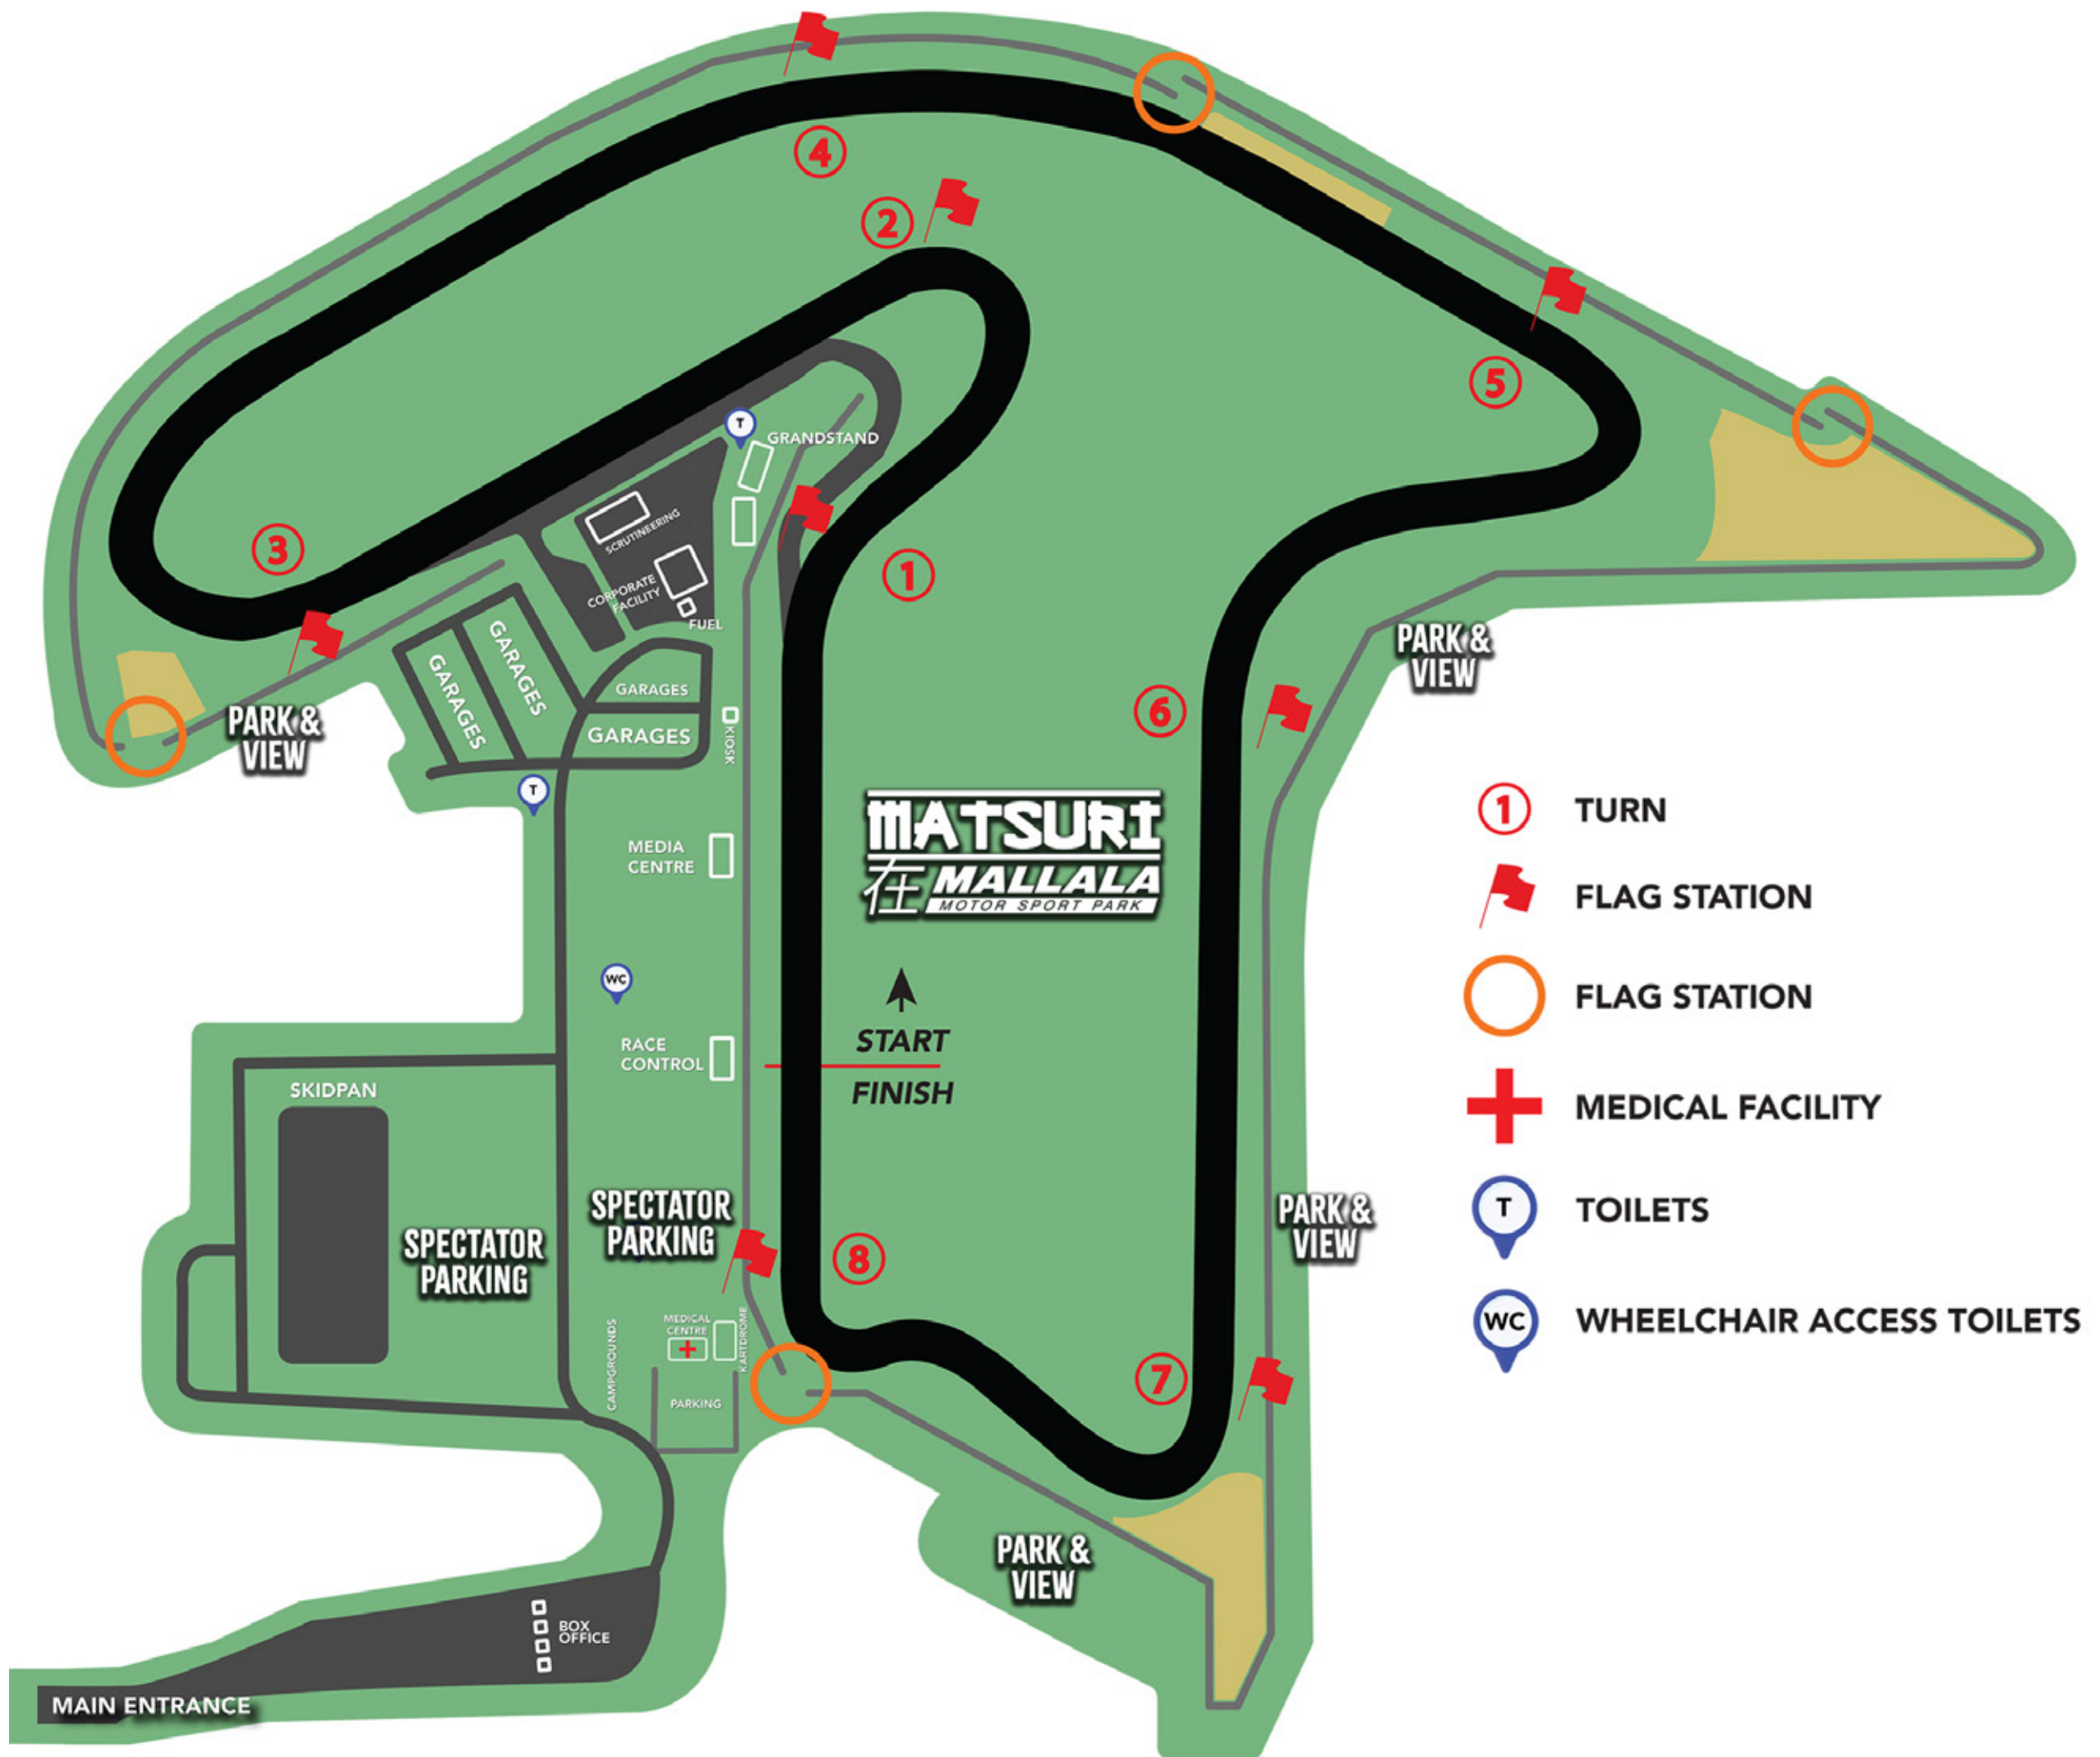 4
2
5
T
GRANDSTAND
SCRUTINEERING
3
1
CORPORATE
FACILITY
FUEL
GARAGES
GARAGES
GARAGES
GARAGES
KIOSK
PARK &
VIEW
PARK &
VIEW
6
T
MEDIA
CENTRE
MATSURI
在 MALLALA
MOTOR SPORT PARK
WC
RACE
CONTROL
START
FINISH
SKIDPAN
SPECTATOR
PARKING
SPECTATOR
PARKING
8
PARK &
VIEW
MEDICAL
CENTRE
KARTDROME
CAMPGROUNDS
PARKING
7
PARK &
VIEW
BOX
OFFICE
MAIN ENTRANCE
1 TURN
FLAG STATION
FLAG STATION
MEDICAL FACILITY
T TOILETS
WC WHEELCHAIR ACCESS TOILETS